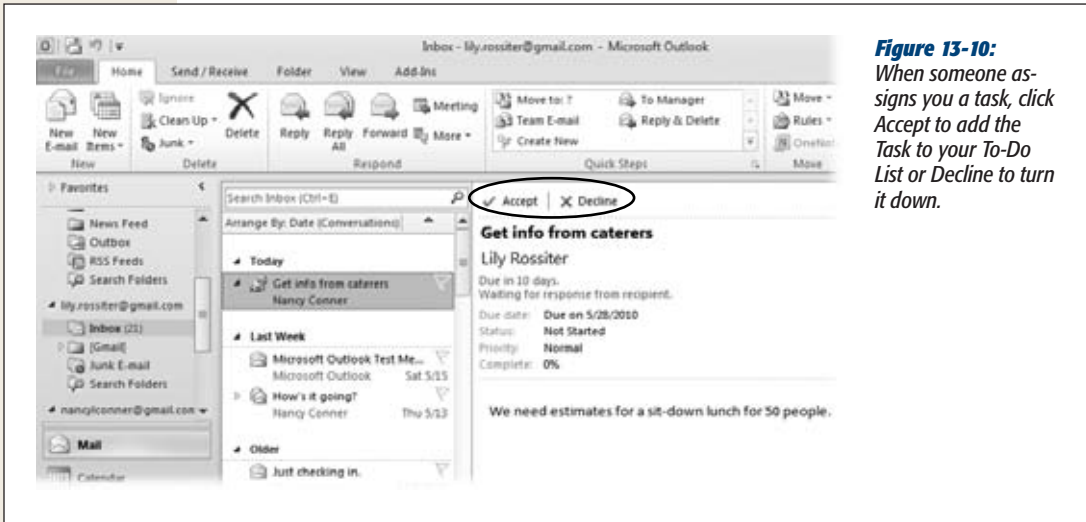 Inbox - lily.rossiter@gmail.com - Microsoft Outlook
File Home Send / Receive Folder View Add-Ins
New E-mail
New Items
Ignore
Clean Up
Junk
Delete
Reply
Reply All
Forward
Meeting
More
Move to: ?
Team E-mail
Create New
To Manager
Reply & Delete
Move
Rules
New Delete Respond Quick Steps Move
Favorites
News Feed
Outbox
RSS Feeds
Search Folders
lily.rossiter@gmail.com
Inbox (21)
[Gmail]
Junk E-mail
Search Folders
nancylconner@gmail.com
Mail
Calendar
Search Inbox (Ctrl+E)
Arrange By: Date (Conversations)
Today
Get info from caterers
Nancy Conner
Last Week
Microsoft Outlook Test Me...
Microsoft Outlook Sat 5/15
How's it going?
Nancy Conner Thu 5/13
Older
Just checking in.
Accept Decline
Get info from caterers
Lily Rossiter
Due in 10 days.
Waiting for response from recipient.
Due date: Due on 5/28/2010
Status: Not Started
Priority: Normal
Complete: 0%
We need estimates for a sit-down lunch for 50 people.
Figure 13-10:
When someone as-
signs you a task, click
Accept to add the
Task to your To-Do
List or Decline to turn
it down.